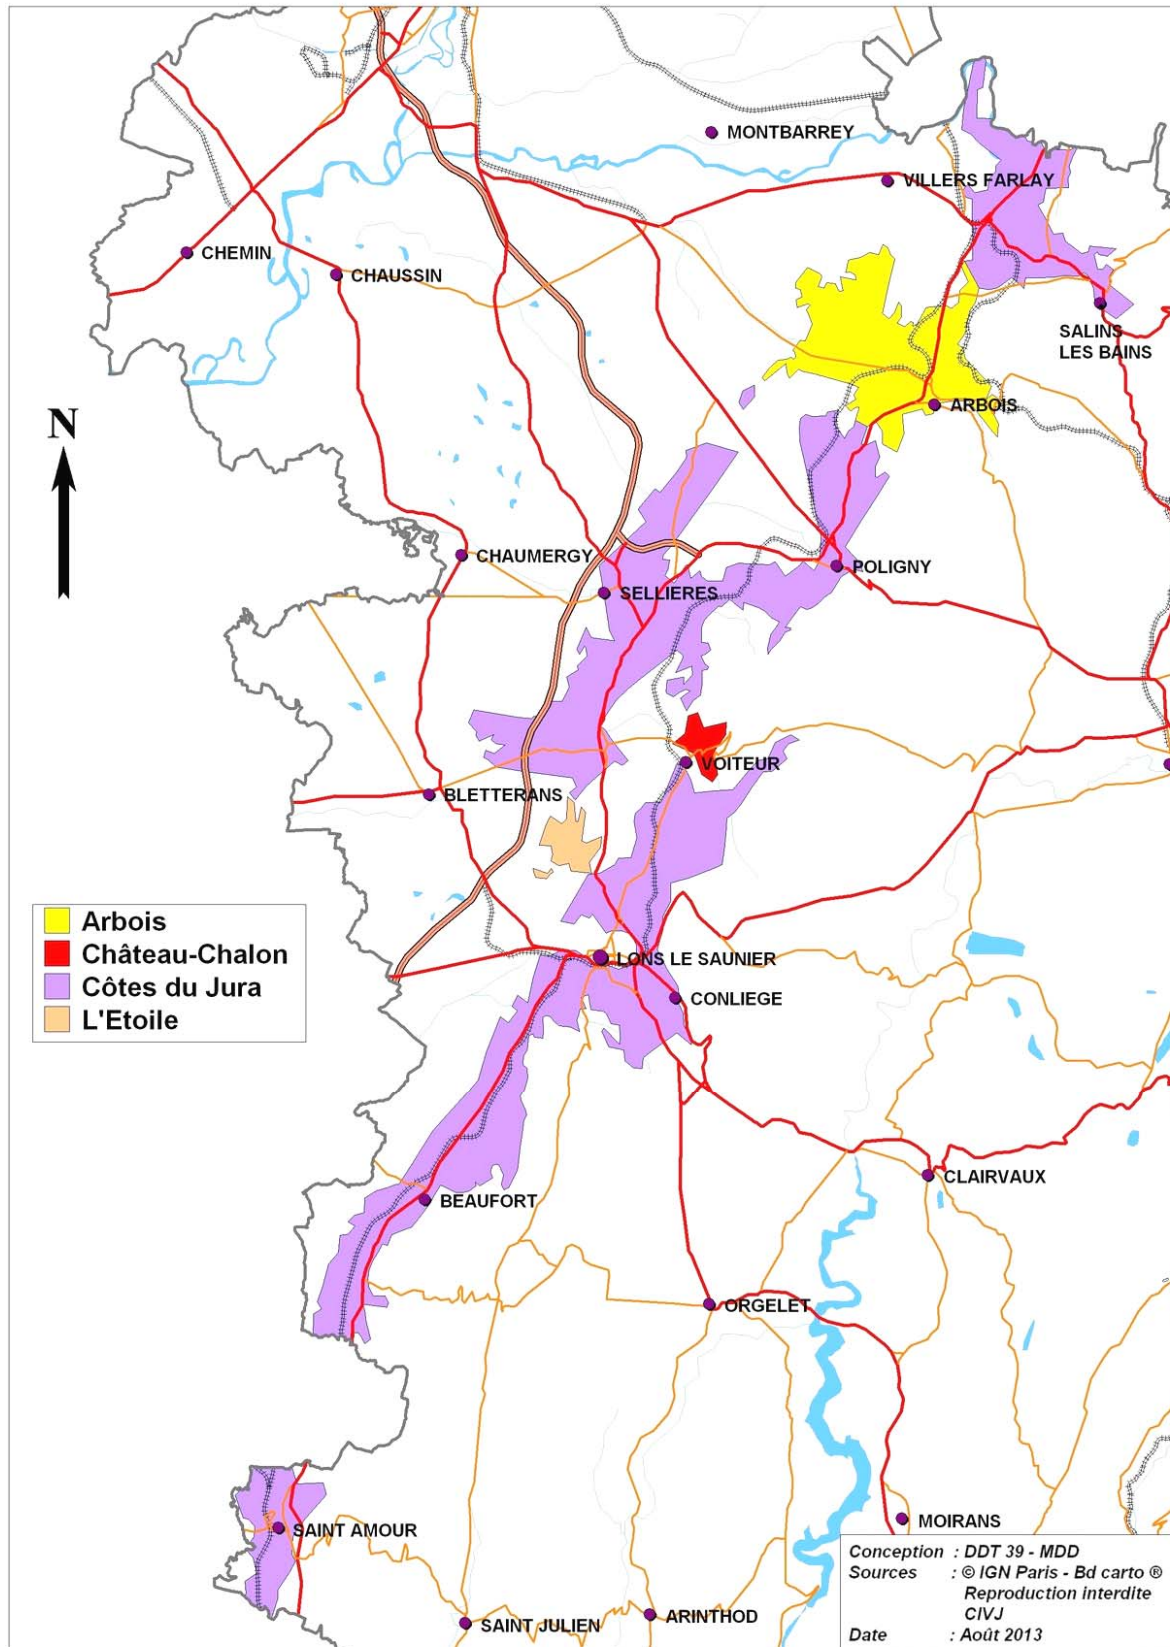 MONTBARREY
VILLERS FARLAY
CHEMIN
CHAUSSIN
SALINS
LES BAINS
ARBOIS
N
CHAUMERGY
POLIGNY
SELLIERES
VOITEUR
BLETTERANS
Arbois
Château-Chalon
Côtes du Jura
L'Etoile
LONS LE SAUNIER
CONLIEGE
CLAIRVAUX
BEAUFORT
ORGELET
MOIRANS
SAINT AMOUR
ARINTHOD
SAINT JULIEN
Conception : DDT 39 - MDD
Sources : © IGN Paris - Bd carto ®
Reproduction interdite
CIVJ
Date : Août 2013